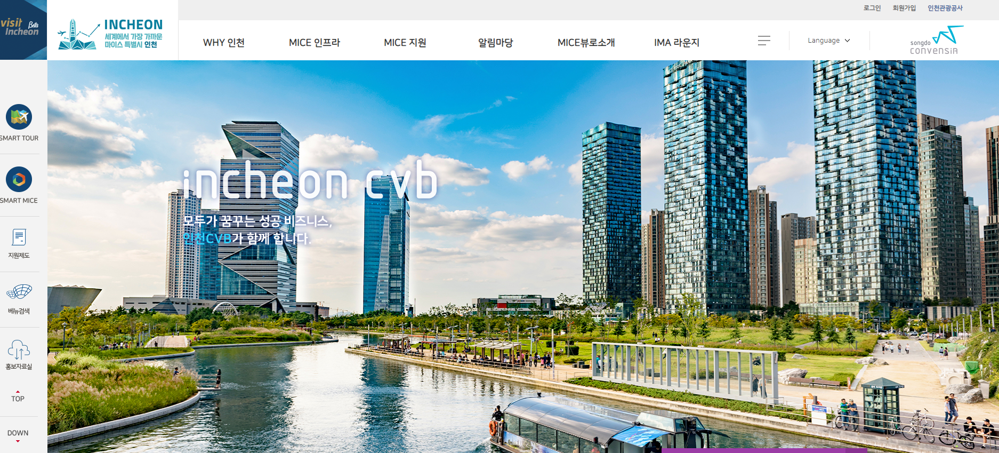 visit
Incheon
Beta
INCHEON
세계에서 가장 가까운
마이스 특별시 인천
로그인
회원가입
인천관광공사
WHY 인천
MICE 인프라
MICE 지원
알림마당
MICE뷰로소개
IMA 라운지
Language
songdo
convensia
SMART TOUR
SMART MICE
지원제도
베뉴검색
홍보자료실
TOP
DOWN
incheon cvb
모두가 꿈꾸는 성공 비즈니스,
인천CVB가 함께 합니다.